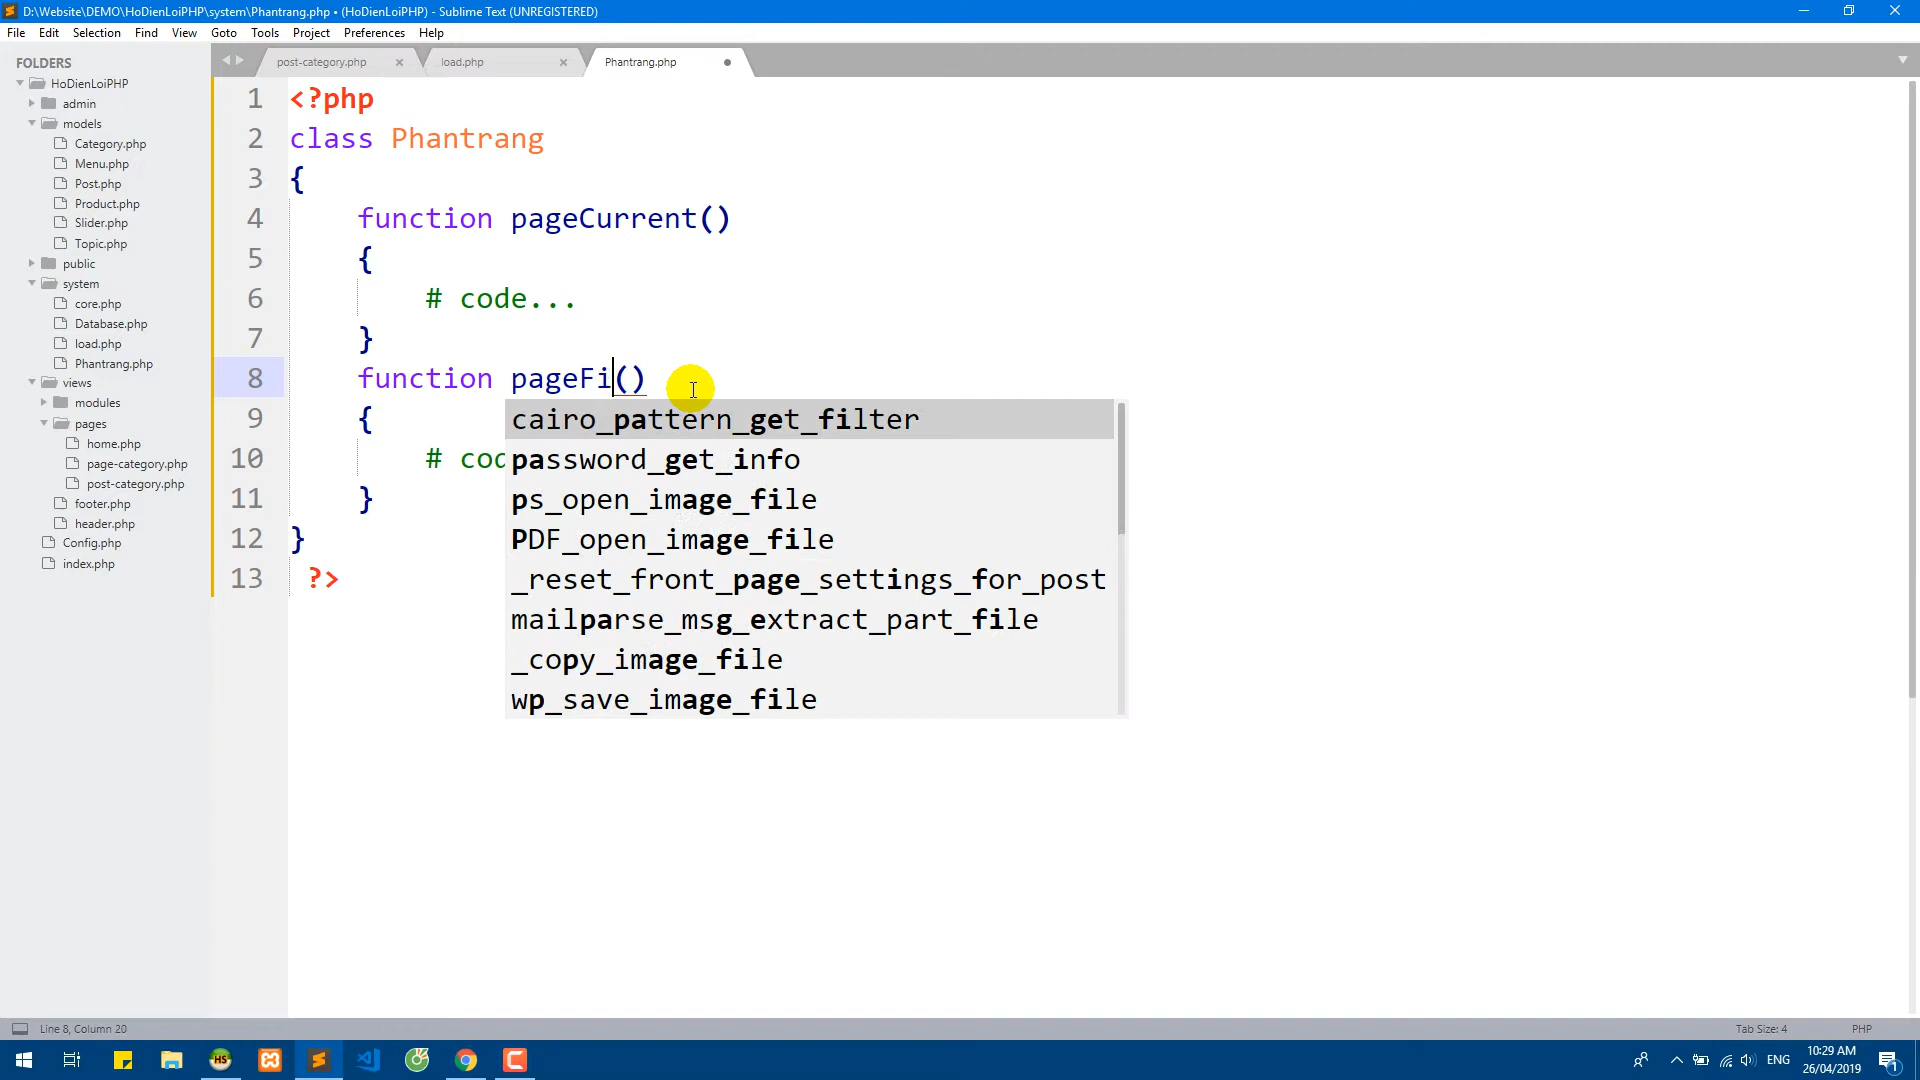 D:\Website\DEMO\HoDienLoiPHP\system\Phantrang.php • (HoDienLoiPHP) - Sublime Text (UNREGISTERED)
File Edit Selection Find View Goto Tools Project Preferences Help
FOLDERS
HoDienLoiPHP
admin
models
Category.php
Menu.php
Post.php
Product.php
Slider.php
Topic.php
public
system
core.php
Database.php
load.php
Phantrang.php
views
modules
pages
home.php
page-category.php
post-category.php
footer.php
header.php
Config.php
index.php
post-category.php load.php Phantrang.php
1 <?php
2 class Phantrang
3 {
4 function pageCurrent()
5 {
6 # code...
7 }
8 function pageFi()
9 {
10 # cod
11 }
12 }
13 ?>
cairo_pattern_get_filter
password_get_info
ps_open_image_file
PDF_open_image_file
_reset_front_page_settings_for_post
mailparse_msg_extract_part_file
_copy_image_file
wp_save_image_file
Line 8, Column 20 Tab Size: 4 PHP
HS
ENG
10:29 AM
26/04/2019
1